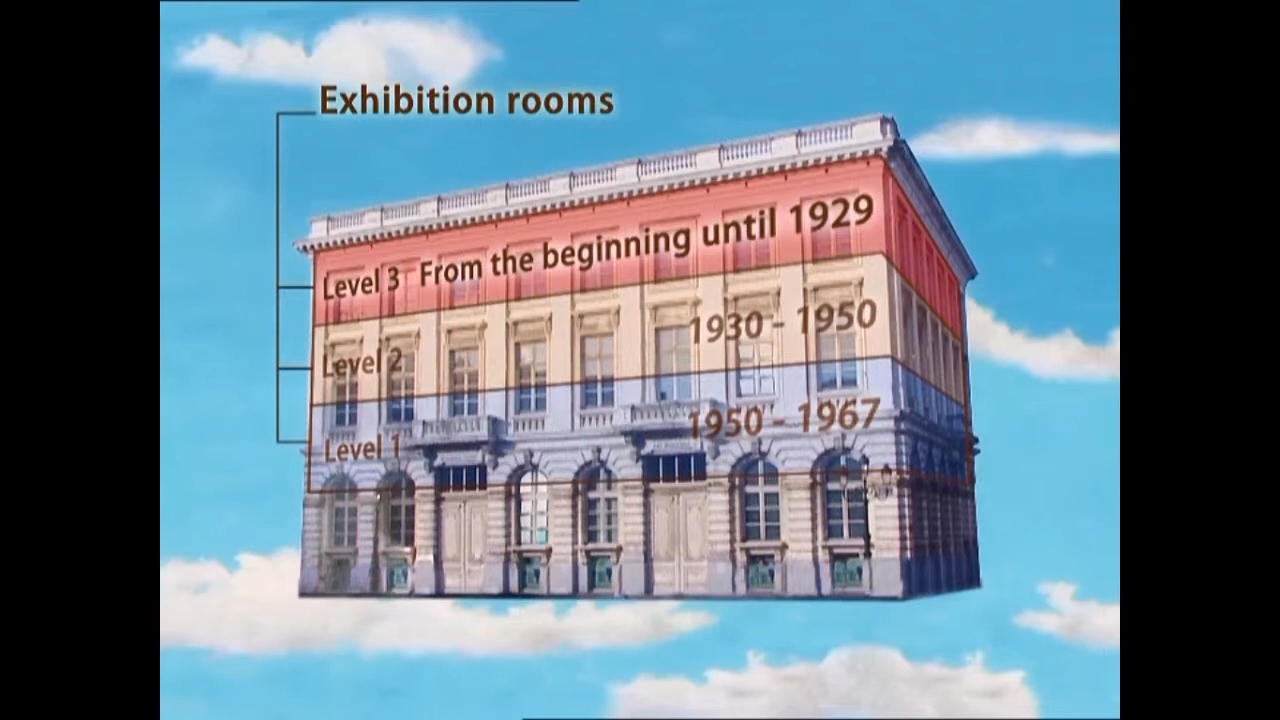 Exhibition rooms
Level 3 From the beginning until 1929
Level 2 1930 - 1950
Level 1 1950 - 1967